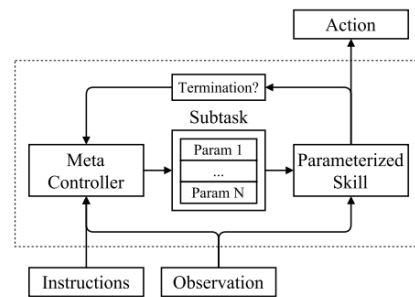 Action
Termination?
Subtask
Meta
Controller
Param 1
...
Param N
Parameterized
Skill
Instructions
Observation